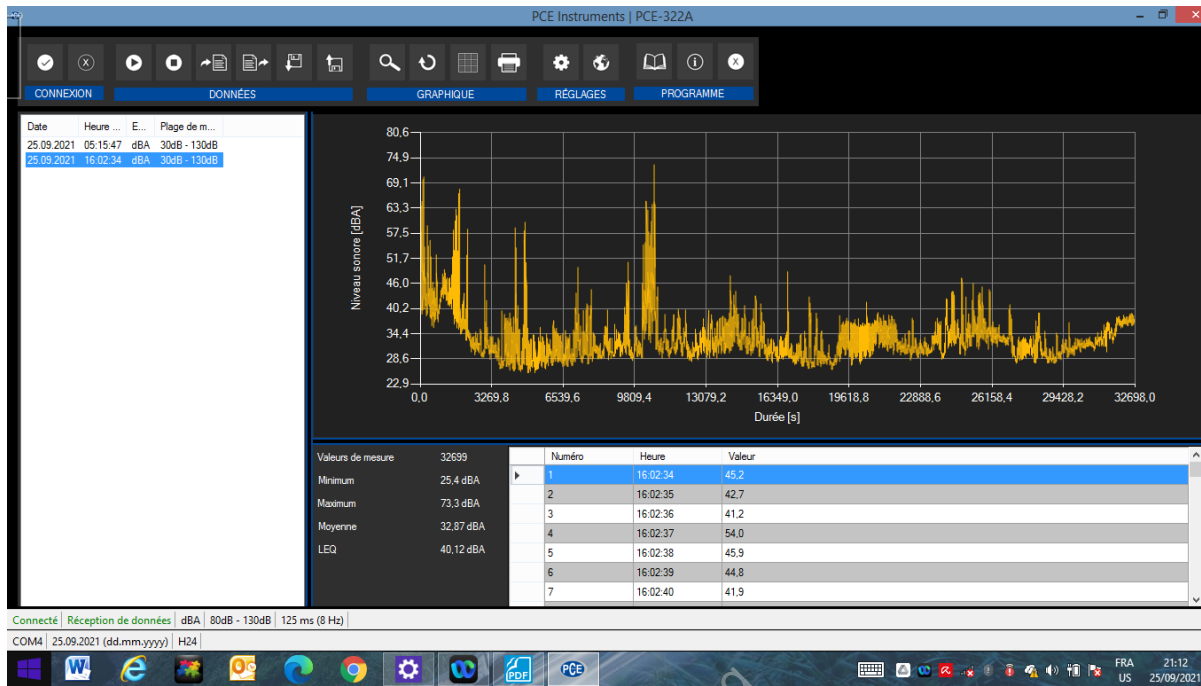 PCE Instruments | PCE-322A
CONNEXION DONNÉES GRAPHIQUE RÉGLAGES PROGRAMME
Date Heure ... E... Plage de m...
25.09.2021 05:15:47 dBA 30dB - 130dB
25.09.2021 16:02:34 dBA 30dB - 130dB
Niveau sonore [dBA]
80,6
74,9
69,1
63,3
57,5
51,7
46,0
40,2
34,4
28,6
22,9
0,0 3269,8 6539,6 9809,4 13079,2 16349,0 19618,8 22888,6 26158,4 29428,2 32698,0
Durée [s]
Valeurs de mesure 32699
Minimum 25,4 dBA
Maximum 73,3 dBA
Moyenne 32,87 dBA
LEQ 40,12 dBA
Numéro Heure Valeur
1 16:02:34 45,2
2 16:02:35 42,7
3 16:02:36 41,2
4 16:02:37 54,0
5 16:02:38 45,9
6 16:02:39 44,8
7 16:02:40 41,9
Connecté Réception de données dBA 80dB - 130dB 125 ms (8 Hz)
COM4 25.09.2021 (dd.mm.yyyy) H24
PDF PCE
FRA 21:12
US 25/09/2021